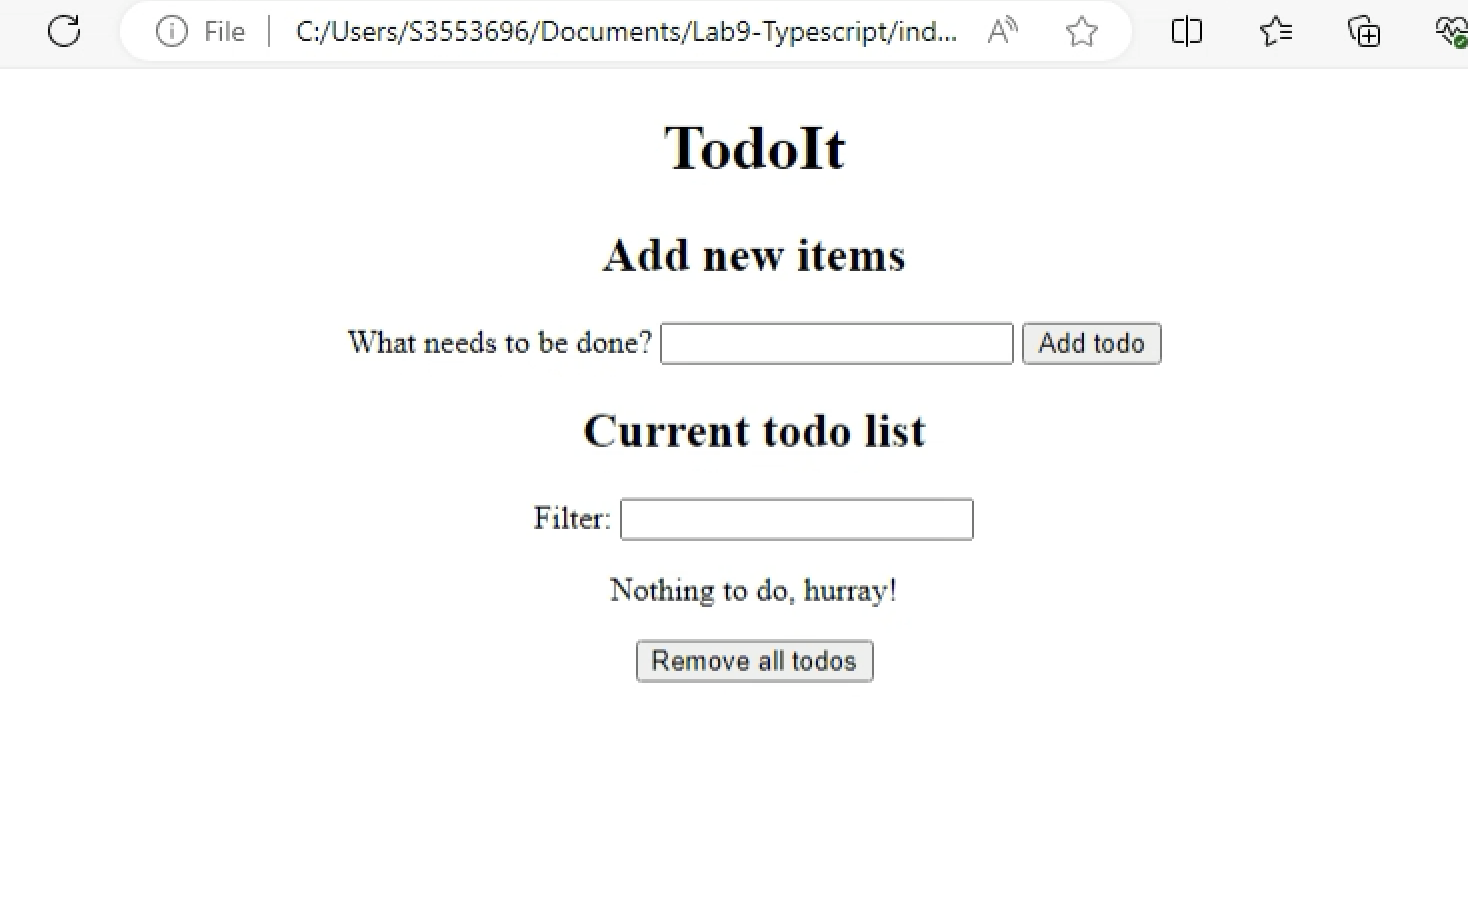 File C:/Users/S3553696/Documents/Lab9-Typescript/ind...
TodoIt
Add new items
What needs to be done? Add todo
Current todo list
Filter:
Nothing to do, hurray!
Remove all todos